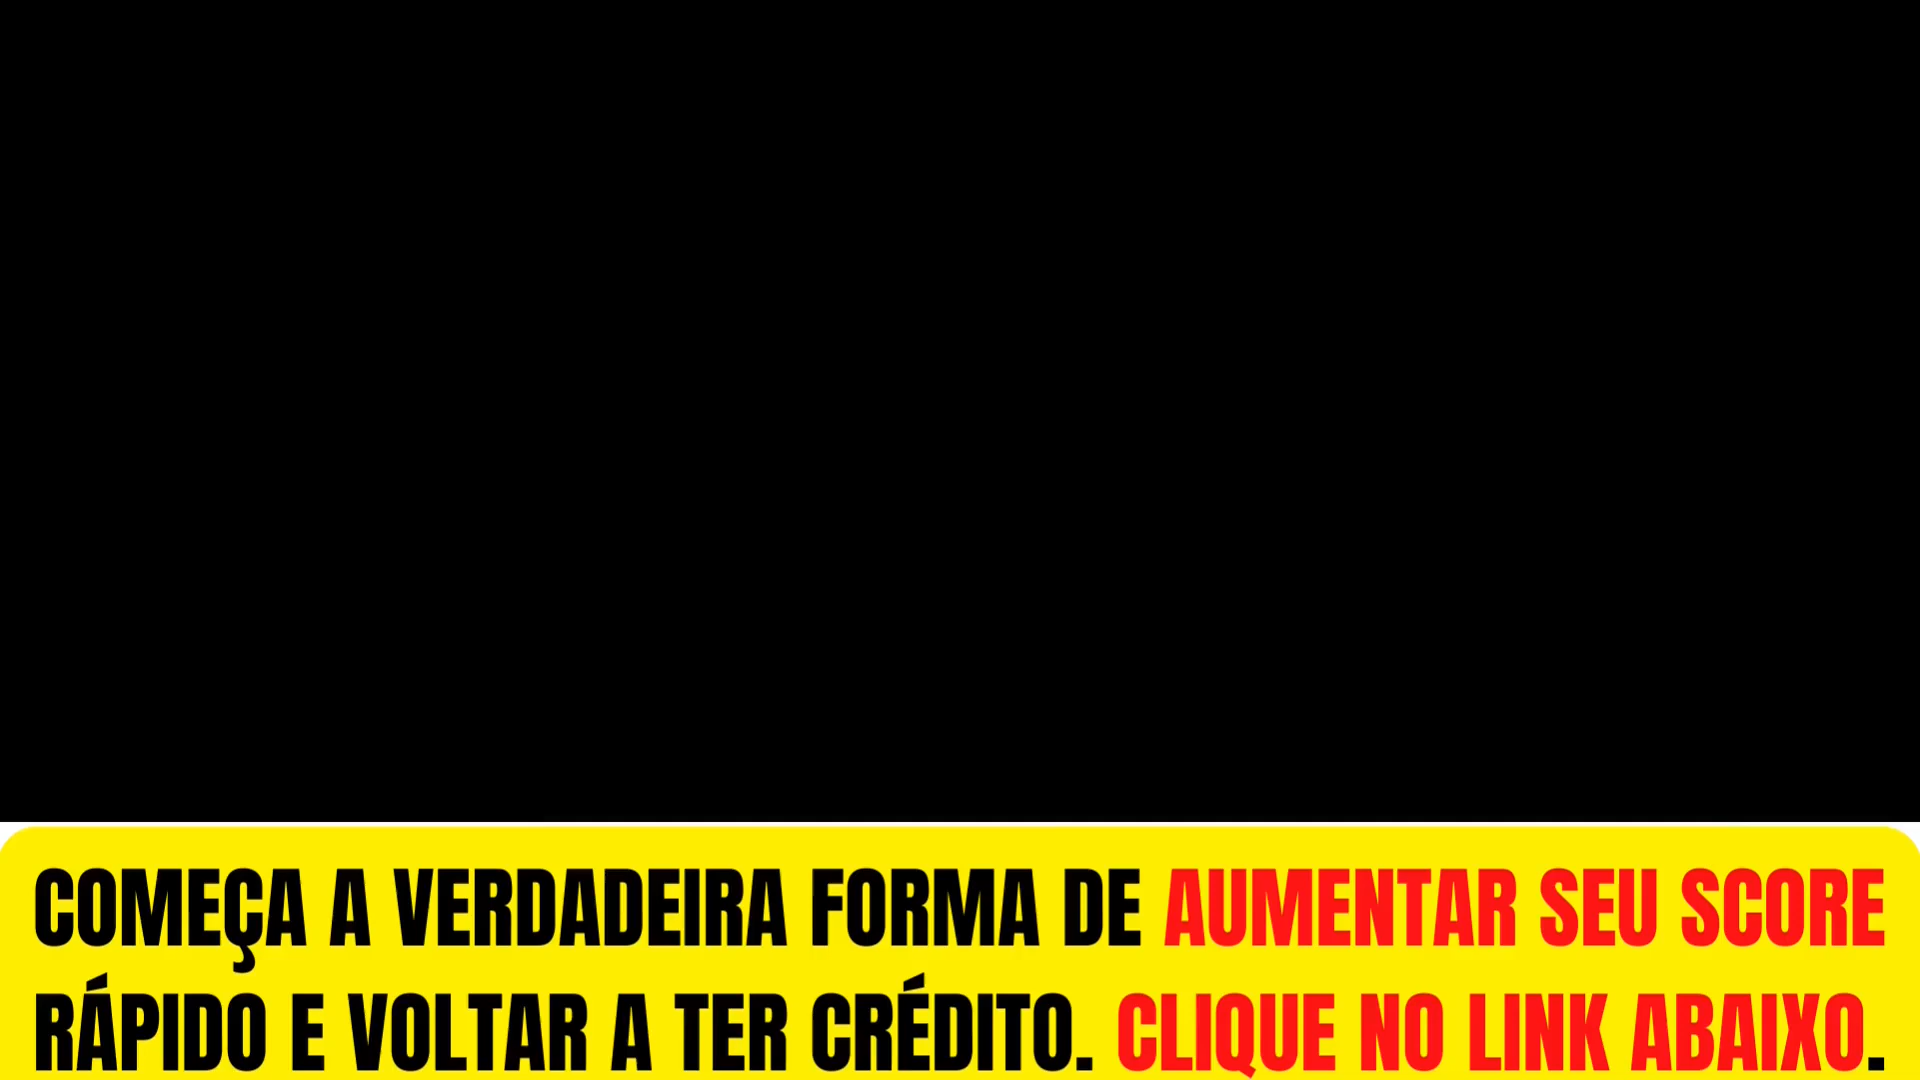 COMEÇA A VERDADEIRA FORMA DE AUMENTAR SEU SCORE
RÁPIDO E VOLTAR A TER CRÉDITO. CLIQUE NO LINK ABAIXO.